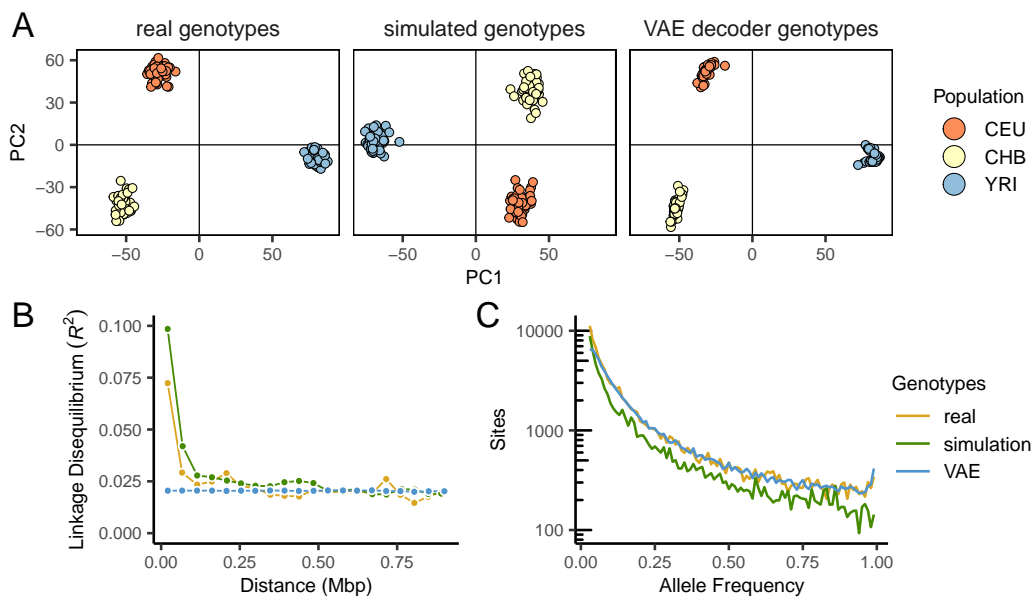 A
real genotypes
simulated genotypes
VAE decoder genotypes
60
30
0
−30
−60
PC2
−50
0
50
−50
0
50
−50
0
50
PC1
Population
CEU
CHB
YRI
B
Linkage Disequilibrium (R²)
0.100
0.075
0.050
0.025
0.000
0.00
0.25
0.50
0.75
Distance (Mbp)
C
Sites
10000
1000
100
0.00
0.25
0.50
0.75
1.00
Allele Frequency
Genotypes
real
simulation
VAE